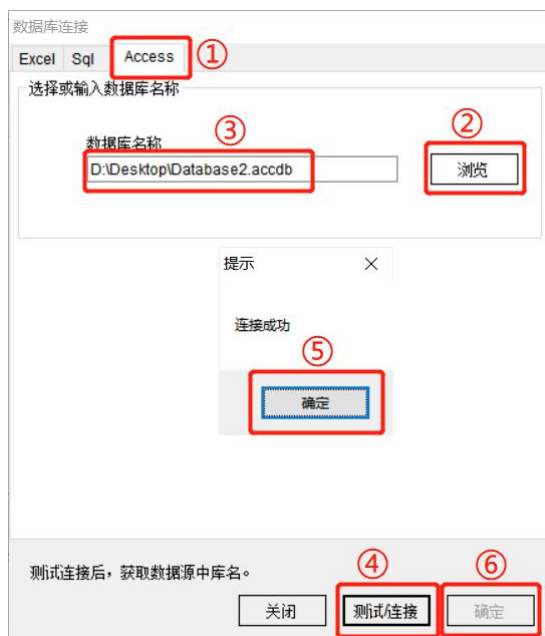 数据库连接
Excel Sql Access ①
选择或输入数据库名称
③ ②
数据库名称
D:\Desktop\Database2.accdb 浏览
提示 ×
连接成功
⑤
确定
测试连接后，获取数据源中库名。 ④ ⑥
关闭 测试/连接 确定